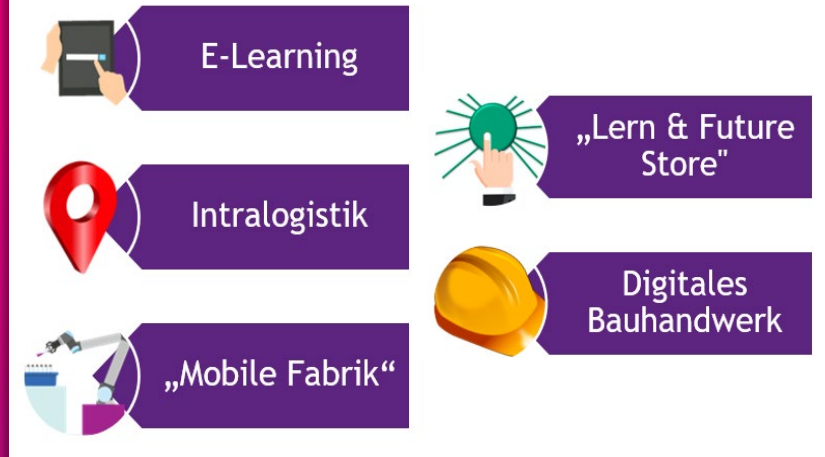 E-Learning
Intralogistik
„Mobile Fabrik“
„Lern & Future
Store"
Digitales
Bauhandwerk